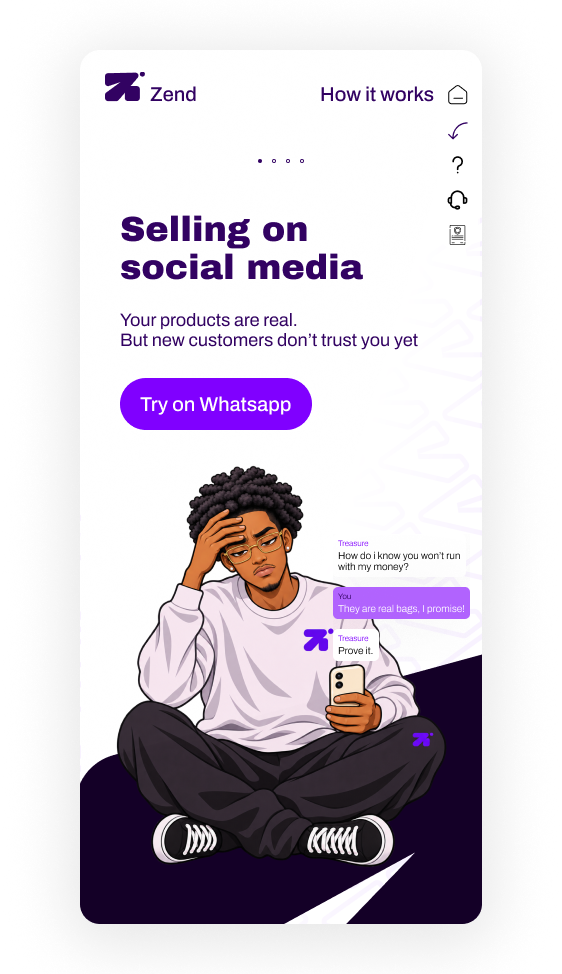 Zend
How it works
Selling on
social media
Your products are real.
But new customers don’t trust you yet
Try on Whatsapp
Treasure
How do i know you won’t run
with my money?
You
They are real bags, I promise!
Treasure
Prove it.